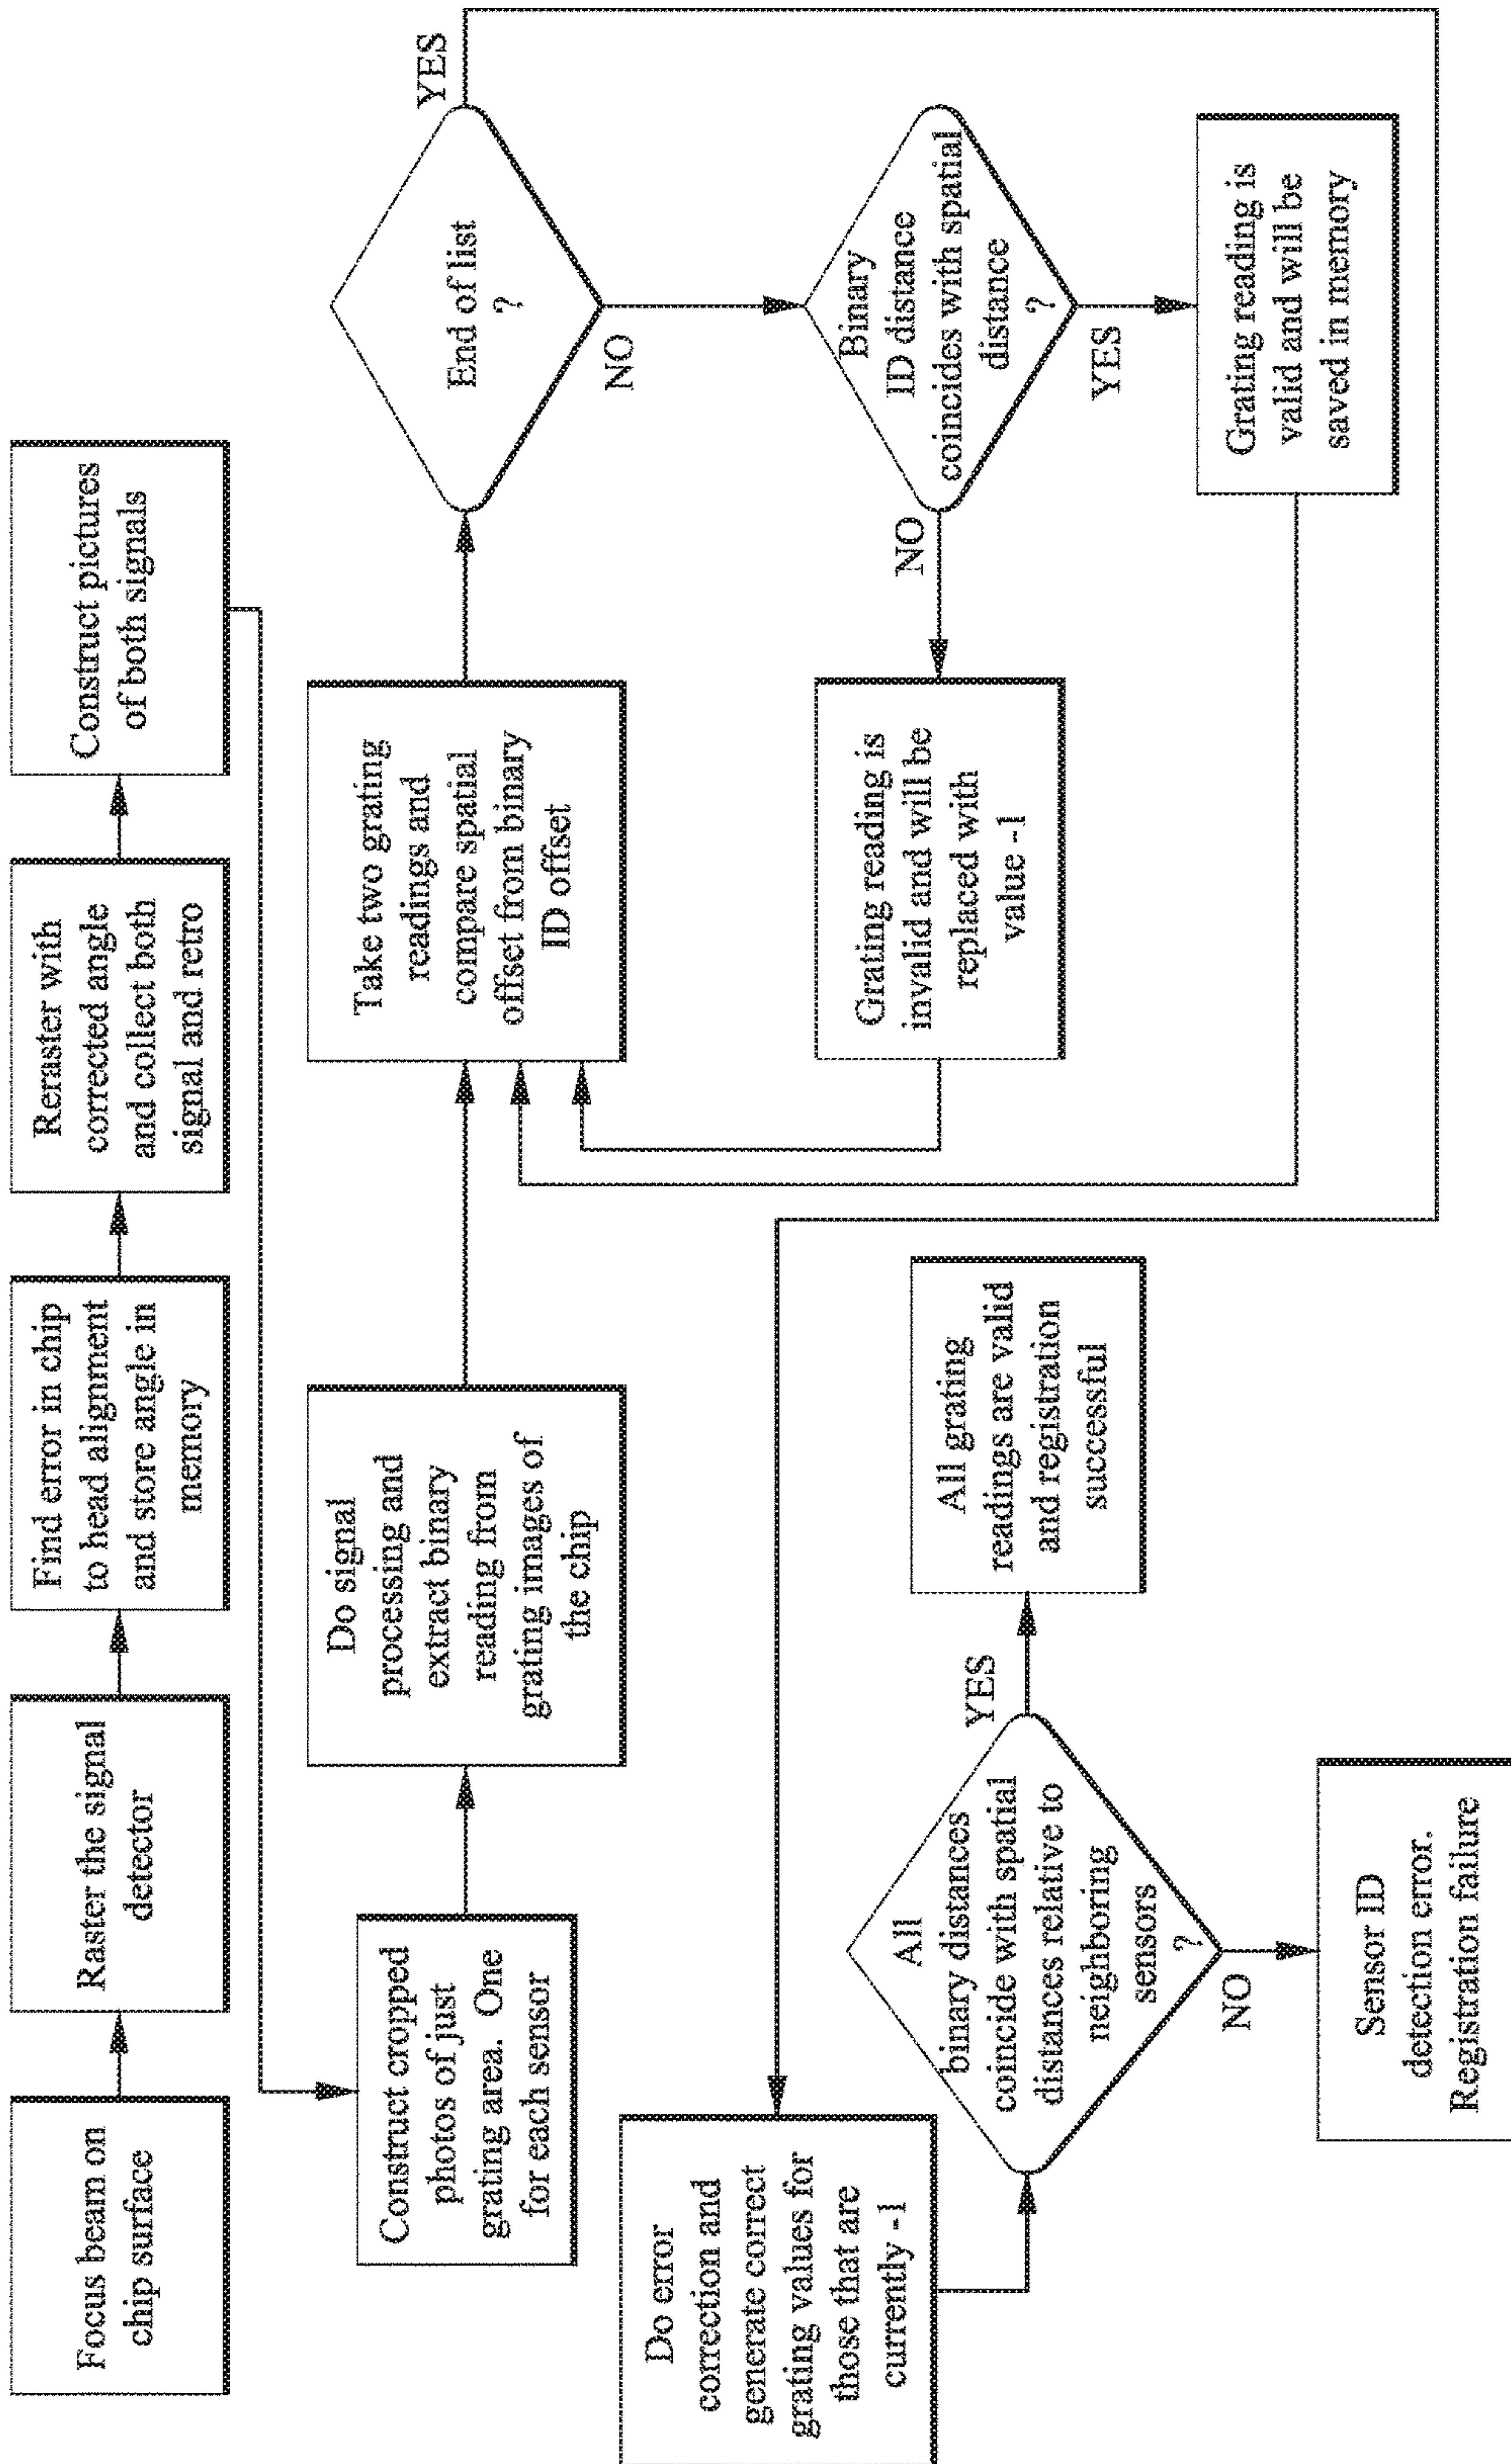 Focus beam on
chip surface
Raster the signal
detector
Find error in chip
to head alignment
and store angle in
memory
Reraster with
corrected angle
and collect both
signal and retro
Construct pictures
of both signals
Construct cropped
photos of just
grating area. One
for each sensor
Do signal
processing and
extract binary
reading from
grating images of
the chip
Take two grating
readings and
compare spatial
offset from binary
ID offset
End of list
?
YES
NO
Binary
ID distance
coincides with spatial
distance
?
NO
YES
Grating reading is
invalid and will be
replaced with
value -1
Grating reading is
valid and will be
saved in memory
Do error
correction and
generate correct
grating values for
those that are
currently -1
All
binary distances
coincide with spatial
distances relative to
neighboring
sensors
?
YES
NO
All grating
readings are valid
and registration
successful
Sensor ID
detection error.
Registration failure